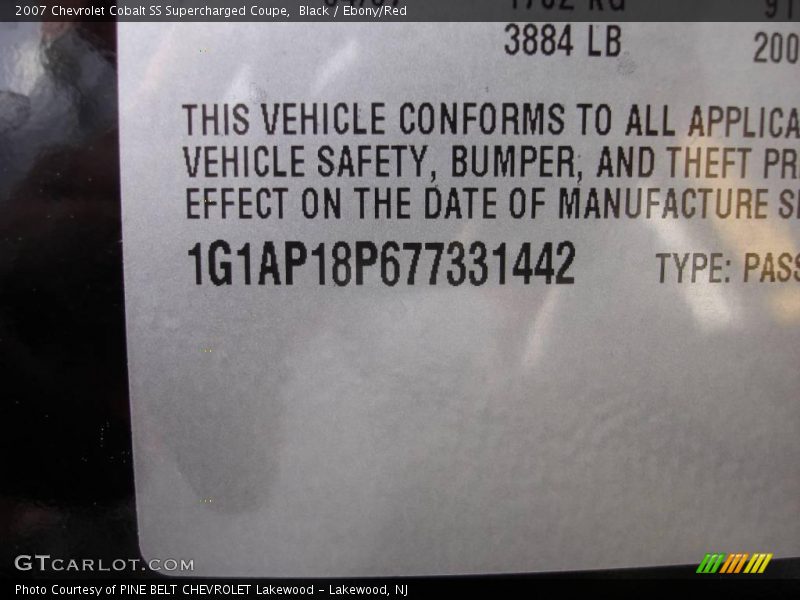 2007 Chevrolet Cobalt SS Supercharged Coupe,  Black / Ebony/Red
3884 LB
200
THIS VEHICLE CONFORMS TO ALL APPLICA
VEHICLE SAFETY, BUMPER, AND THEFT PR
EFFECT ON THE DATE OF MANUFACTURE S
1G1AP18P677331442
TYPE: PASS
GTCARLOT.COM
Photo Courtesy of PINE BELT CHEVROLET Lakewood - Lakewood, NJ